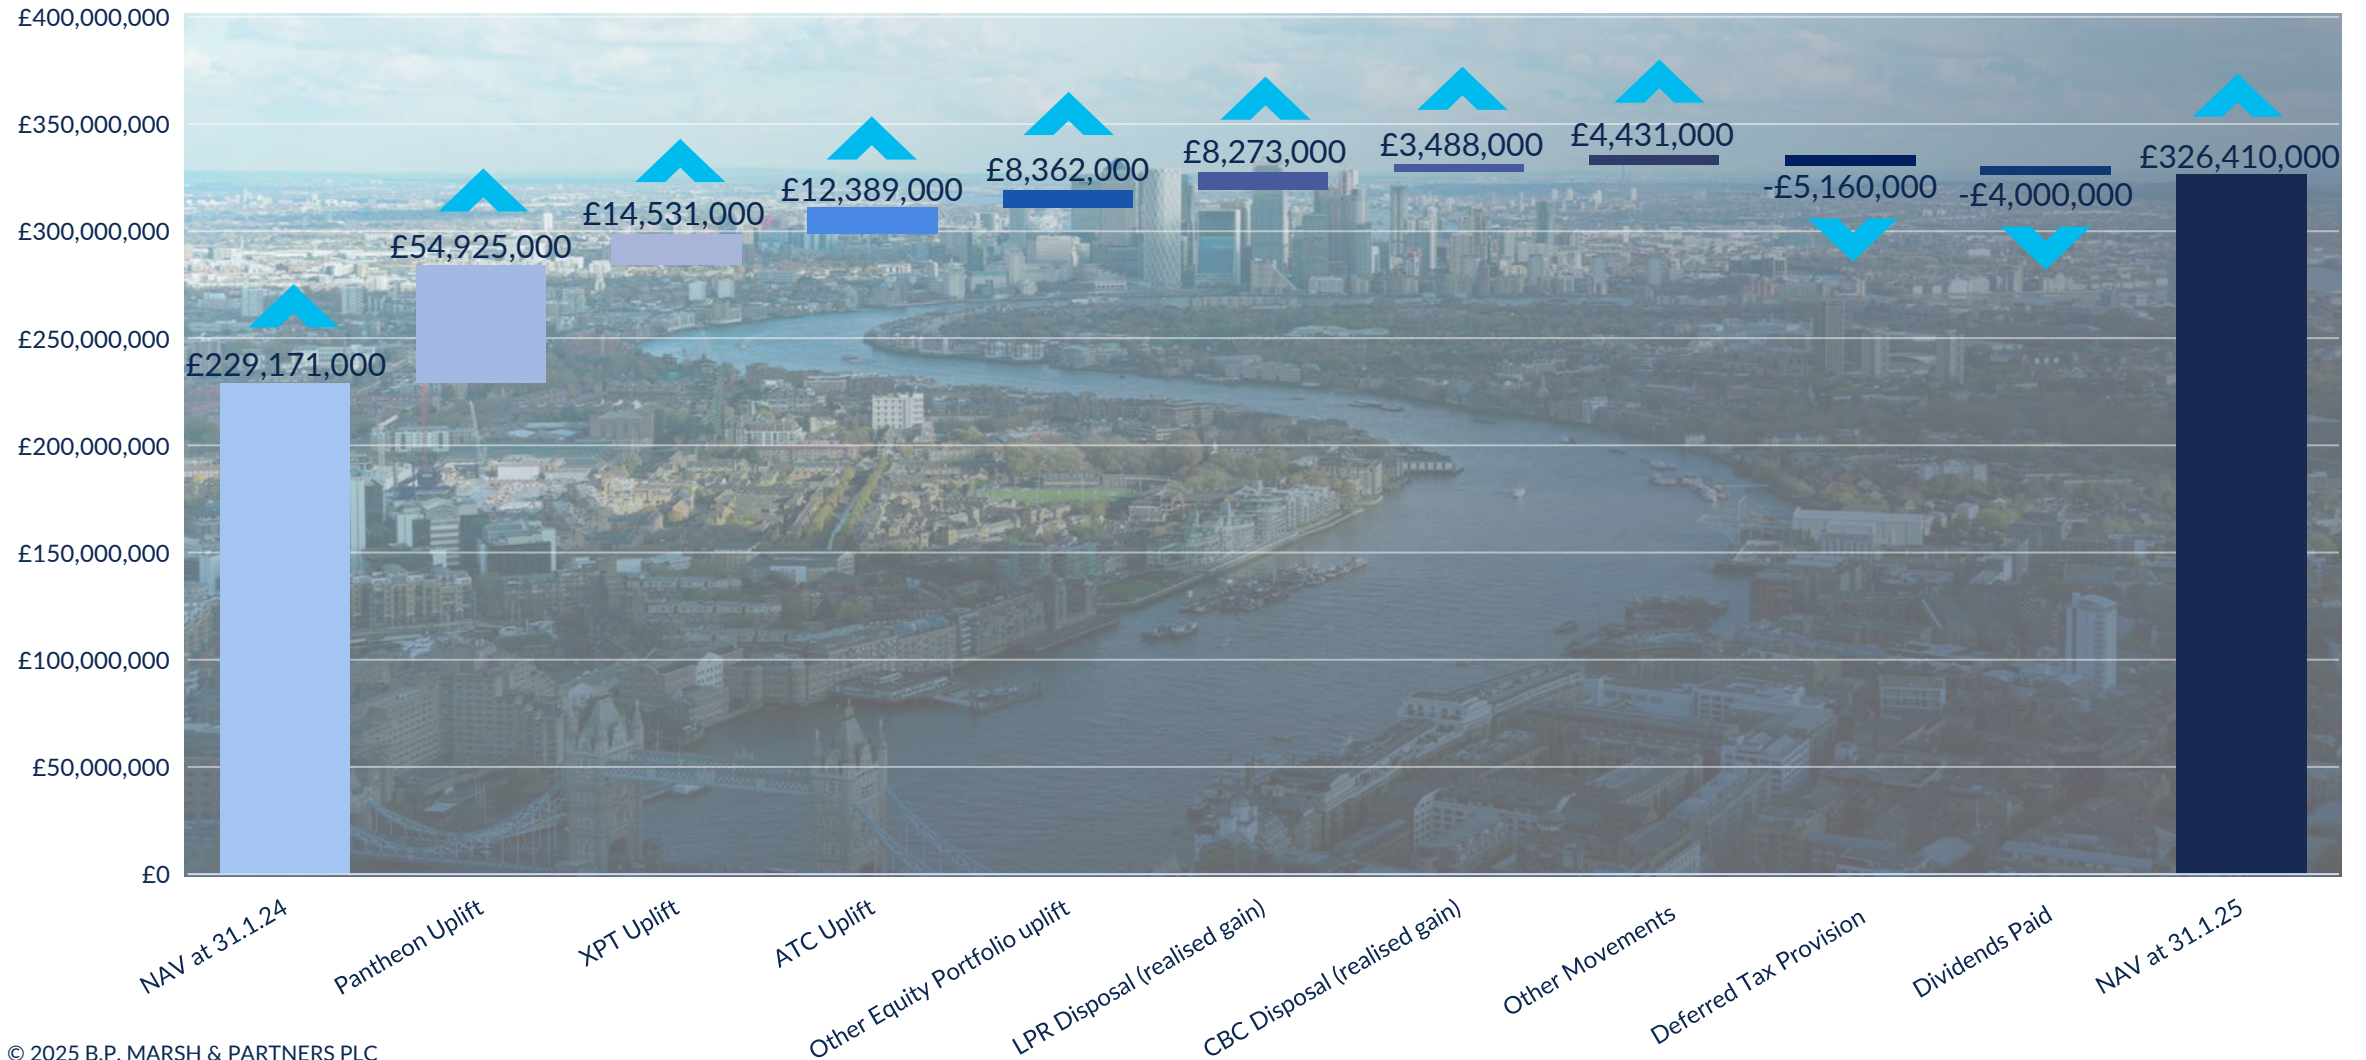 £400,000,000
£350,000,000
£300,000,000
£250,000,000
£200,000,000
£150,000,000
£100,000,000
£50,000,000
£0
£229,171,000
£54,925,000
£14,531,000
£12,389,000
£8,362,000
£8,273,000
£3,488,000
£4,431,000
-£5,160,000
-£4,000,000
£326,410,000
NAV at 31.1.24
Pantheon Uplift
XPT Uplift
ATC Uplift
Other Equity Portfolio uplift
LPR Disposal (realised gain)
CBC Disposal (realised gain)
Other Movements
Deferred Tax Provision
Dividends Paid
NAV at 31.1.25
© 2025 B.P. MARSH & PARTNERS PLC